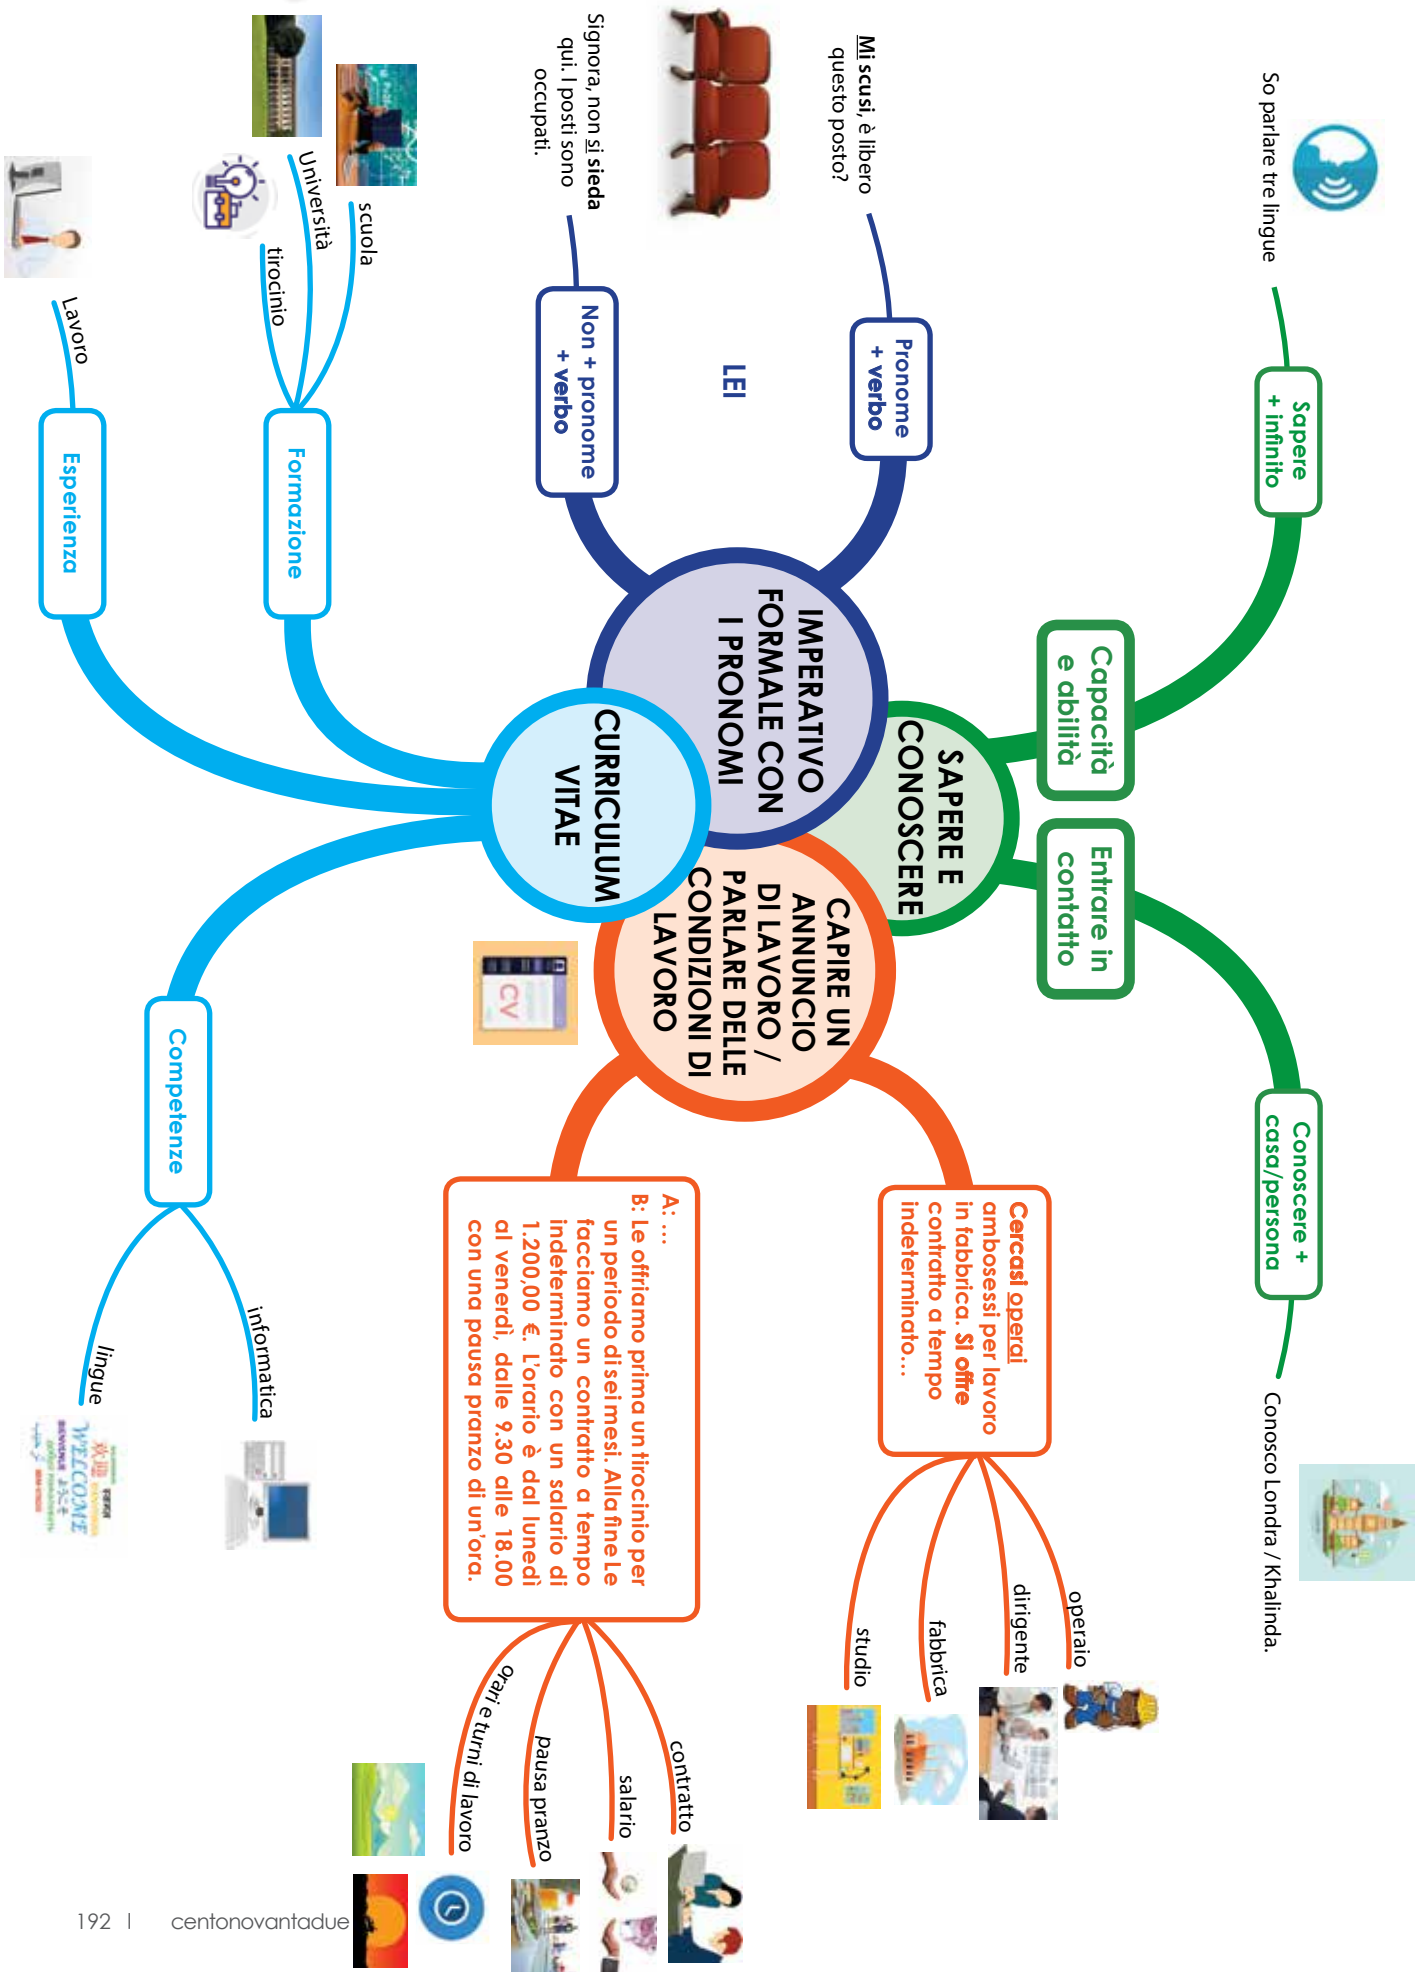 So parlare tre lingue
Sapere
+ infinito
Capacità
e abilità
Entrare in
contatto
Conoscere +
casa/persona
Conosco Londra / Khalinda.
SAPERE E
CONOSCERE
Mi scusi, è libero
questo posto?
Pronome
+ verbo
LEI
Signora, non si sieda
qui. I posti sono
occupati.
Non + pronome
+ verbo
IMPERATIVO
FORMALE CON
I PRONOMI
CAPIRE UN
ANNUNCIO
DI LAVORO /
PARLARE DELLE
CONDIZIONI DI
LAVORO
Cercasi operai
ambosessi per lavoro
in fabbrica. Si offre
contratto a tempo
indeterminato...
operaio
dirigente
fabbrica
studio
A: ...
B: Le offriamo prima un tirocinio per
un periodo di sei mesi. Alla fine Le
facciamo un contratto a tempo
indeterminato con un salario di
1.200,00 €. L'orario è dal lunedì
al venerdì, dalle 9.30 alle 18.00
con una pausa pranzo di un'ora.
contratto
salario
pausa pranzo
orari e turni di lavoro
CURRICULUM
VITAE
CV
scuola
Università
tirocinio
Formazione
Lavoro
Esperienza
Competenze
informatica
lingue
欢迎
WELCOME
BIENVENUE
ようこそ
192 | centonovantadue